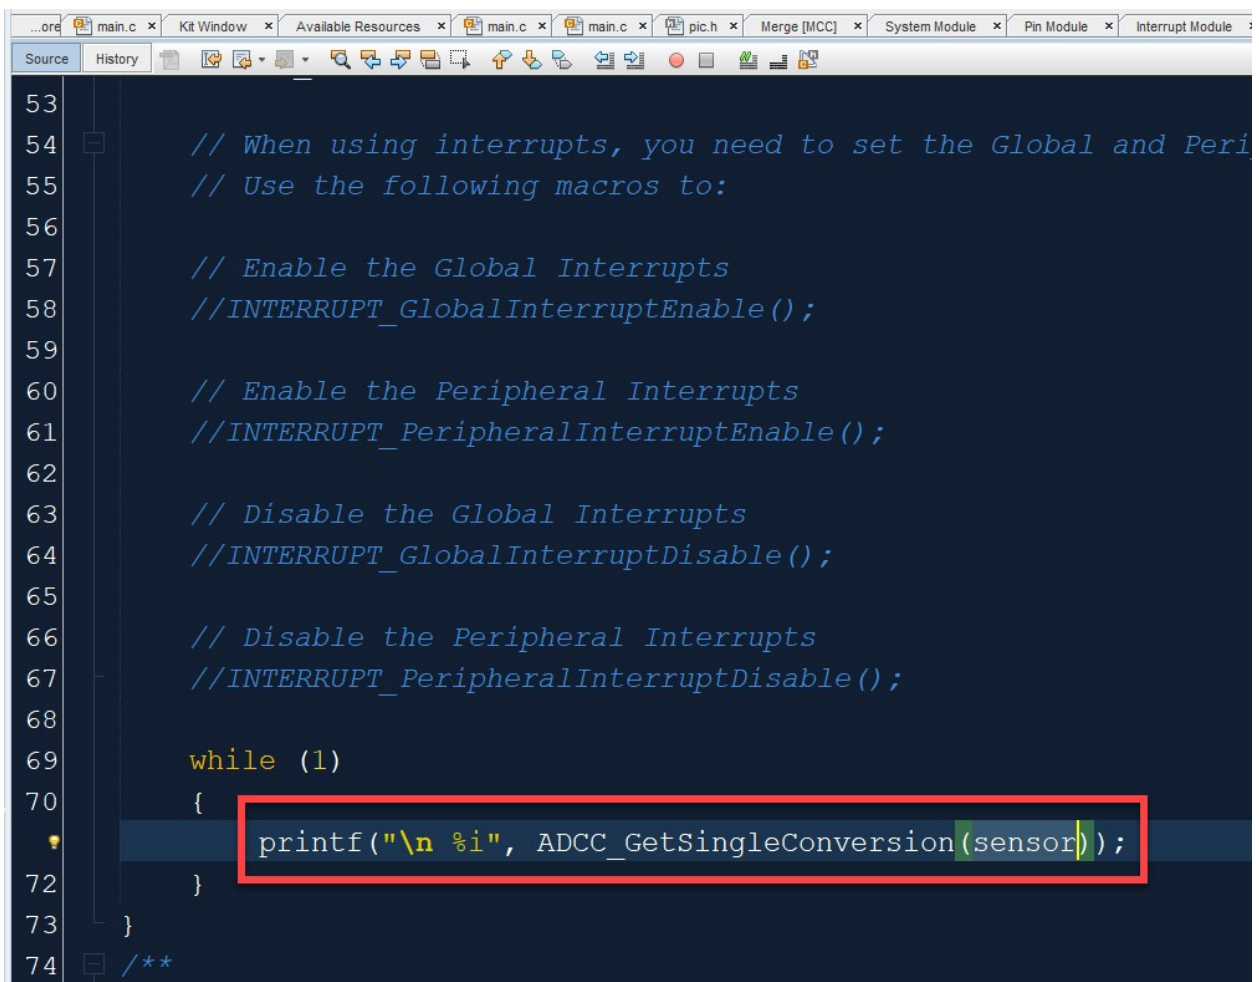 ...ore main.c x Kit Window x Available Resources x main.c x main.c x pic.h x Merge [MCC] x System Module x Pin Module x Interrupt Module x
Source History
53
54 // When using interrupts, you need to set the Global and Peri
55 // Use the following macros to:
56
57 // Enable the Global Interrupts
58 //INTERRUPT_GlobalInterruptEnable();
59
60 // Enable the Peripheral Interrupts
61 //INTERRUPT_PeripheralInterruptEnable();
62
63 // Disable the Global Interrupts
64 //INTERRUPT_GlobalInterruptDisable();
65
66 // Disable the Peripheral Interrupts
67 //INTERRUPT_PeripheralInterruptDisable();
68
69 while (1)
70 {
printf("\n %i", ADCC_GetSingleConversion(sensor));
72 }
73 }
74 /**